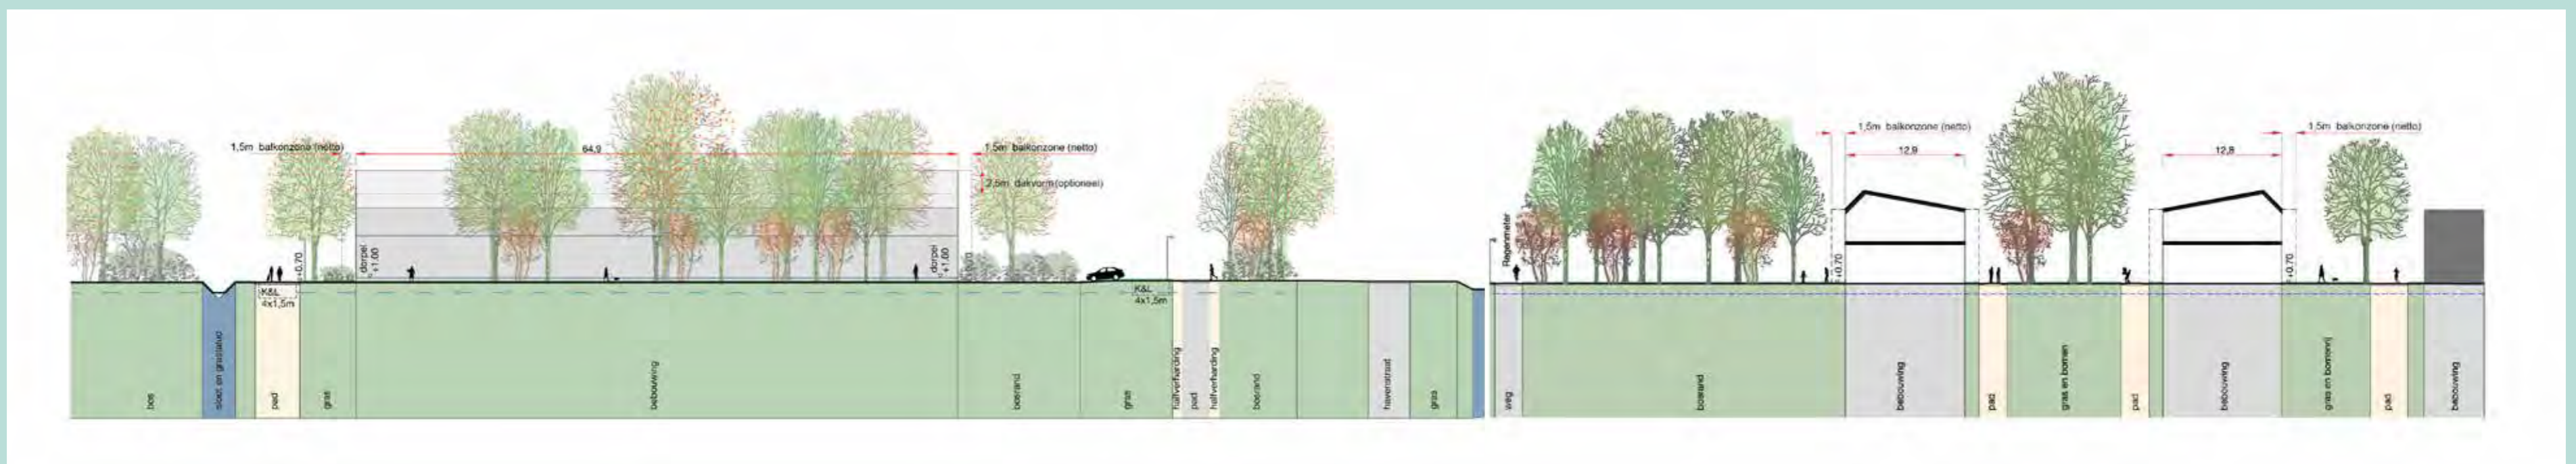 1,5m balkonzone (netto)
64,9
1,5m balkonzone (netto)
2,5m dakvorm (optioneel)
+0.70
dorpel
+1.00
dorpel
+1.00
K&L
4x1,5m
K&L
4x1,5m
bos
sloot en grastalud
pad
gras
bebouwing
bosrand
gras
halfverharding
pad
halfverharding
bosrand
havenstraat
gras
1,5m balkonzone (netto)
12,9
1,5m balkonzone (netto)
12,8
Regenmeter
+0.70
+0.70
weg
bosrand
bebouwing
pad
gras en bomen
pad
bebouwing
gras en bomenrij
pad
bebouwing